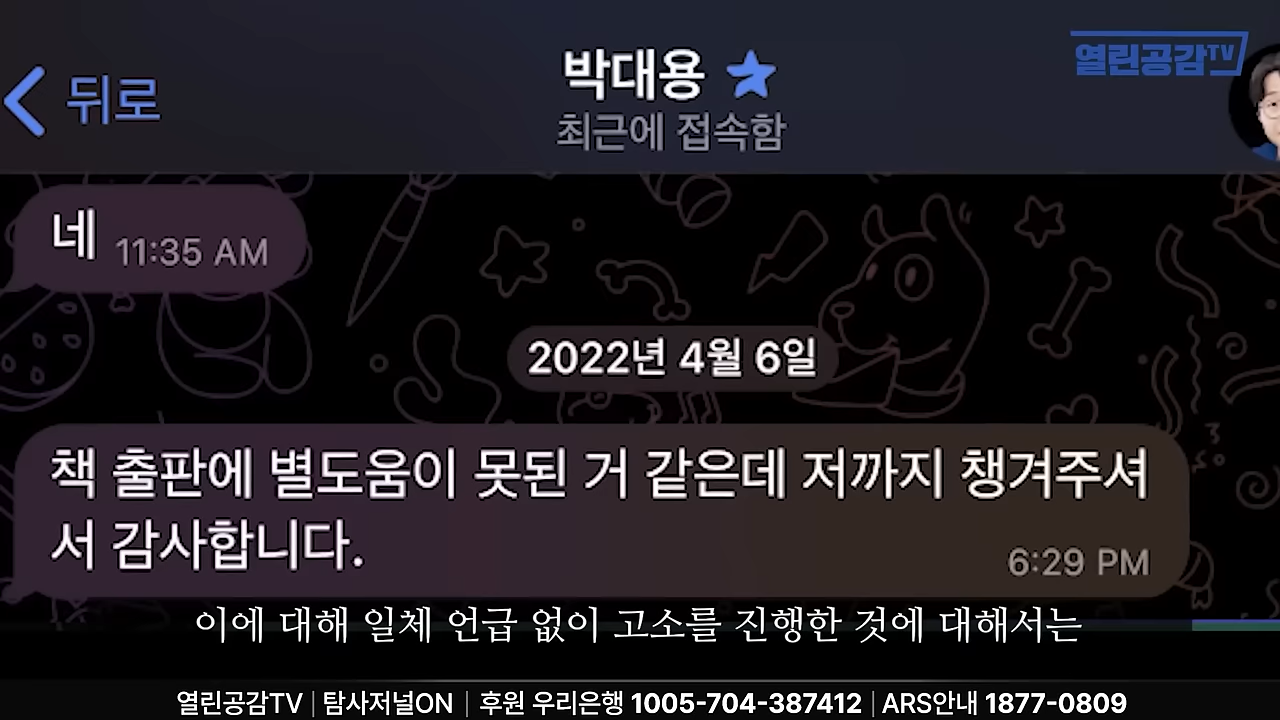 열린공감TV
뒤로
박대용
최근에 접속함
네 11:35 AM
2022년 4월 6일
책 출판에 별도움이 못된 거 같은데 저까지 챙겨주셔
서 감사합니다.
6:29 PM
이에 대해 일체 언급 없이 고소를 진행한 것에 대해서는
열린공감TV | 탐사저널ON | 후원 우리은행 1005-704-387412 | ARS안내 1877-0809